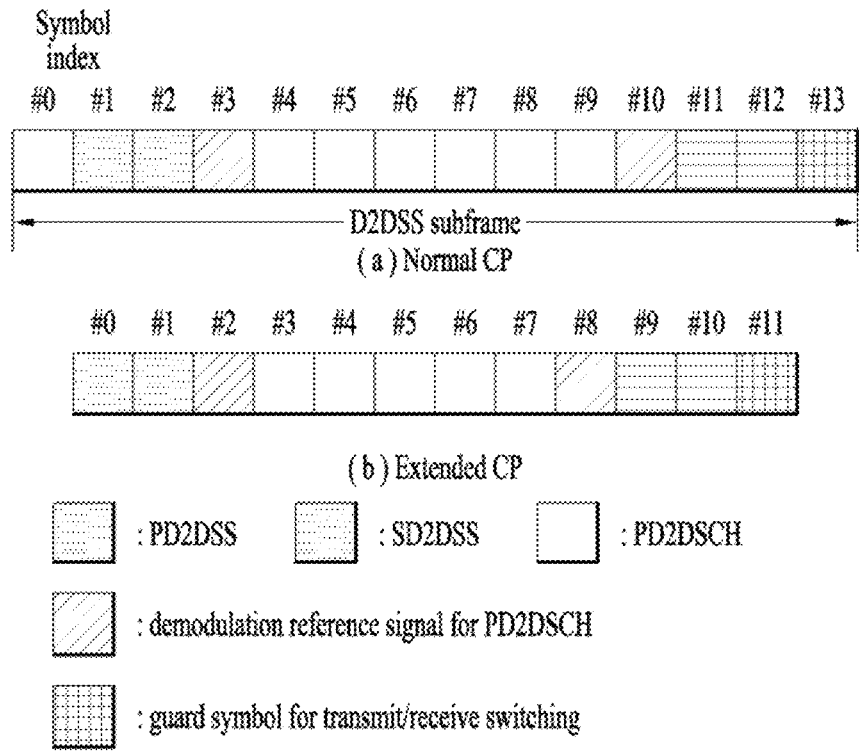 Symbol
index
#0 #1 #2 #3 #4 #5 #6 #7 #8 #9 #10 #11 #12 #13
D2DSS subframe
( a ) Normal CP
#0 #1 #2 #3 #4 #5 #6 #7 #8 #9 #10 #11
( b ) Extended CP
: PD2DSS : SD2DSS : PD2DSCH
: demodulation reference signal for PD2DSCH
: guard symbol for transmit/receive switching